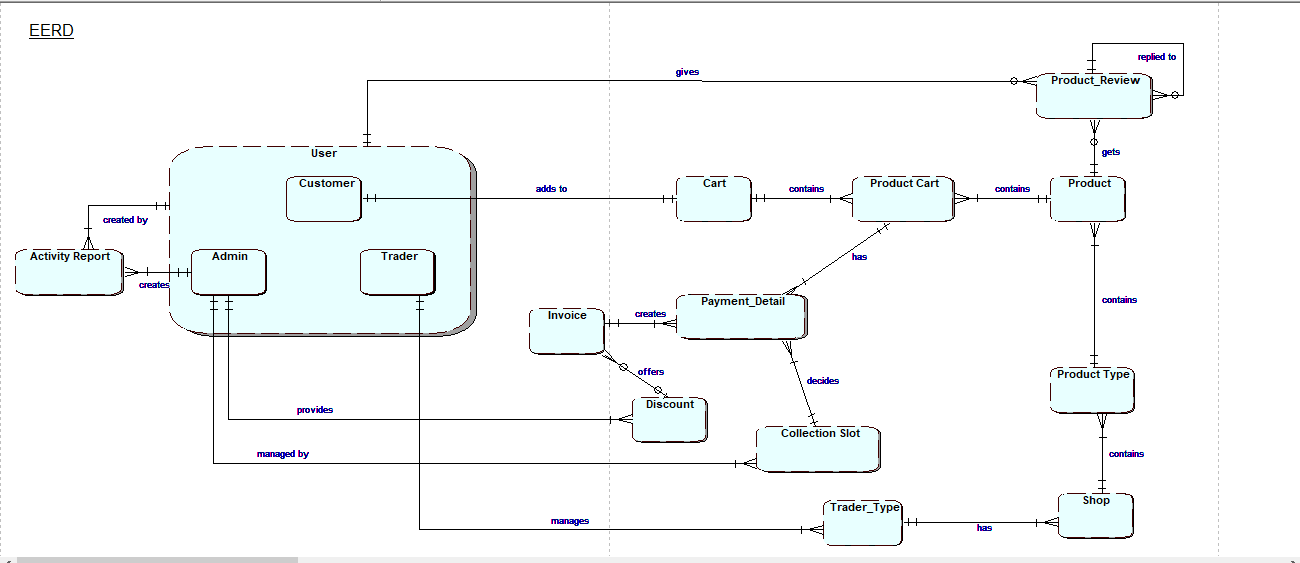 EERD
replied to
gives
Product_Review
gets
User
Customer
adds to
Cart
contains
Product Cart
contains
Product
created by
Activity Report
creates
Admin
Trader
has
Payment_Detail
contains
Invoice
creates
offers
decides
Product Type
provides
Discount
Collection Slot
managed by
contains
Shop
Trader_Type
manages
has